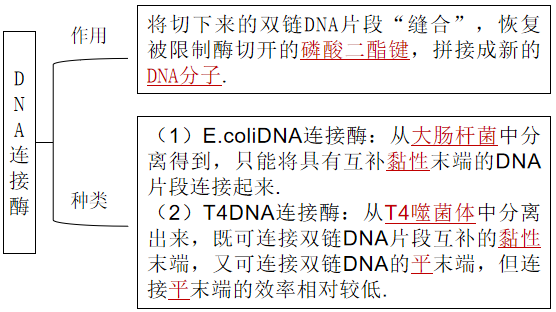 DNA连接酶
作用
将切下来的双链DNA片段“缝合”，恢复
被限制酶切开的磷酸二酯键，拼接成新的
DNA分子.
种类
（1）E.coliDNA连接酶：从大肠杆菌中分
离得到，只能将具有互补黏性末端的DNA
片段连接起来.
（2）T4DNA连接酶：从T4噬菌体中分离
出来，既可连接双链DNA片段互补的黏性
末端，又可连接双链DNA的平末端，但连
接平末端的效率相对较低.